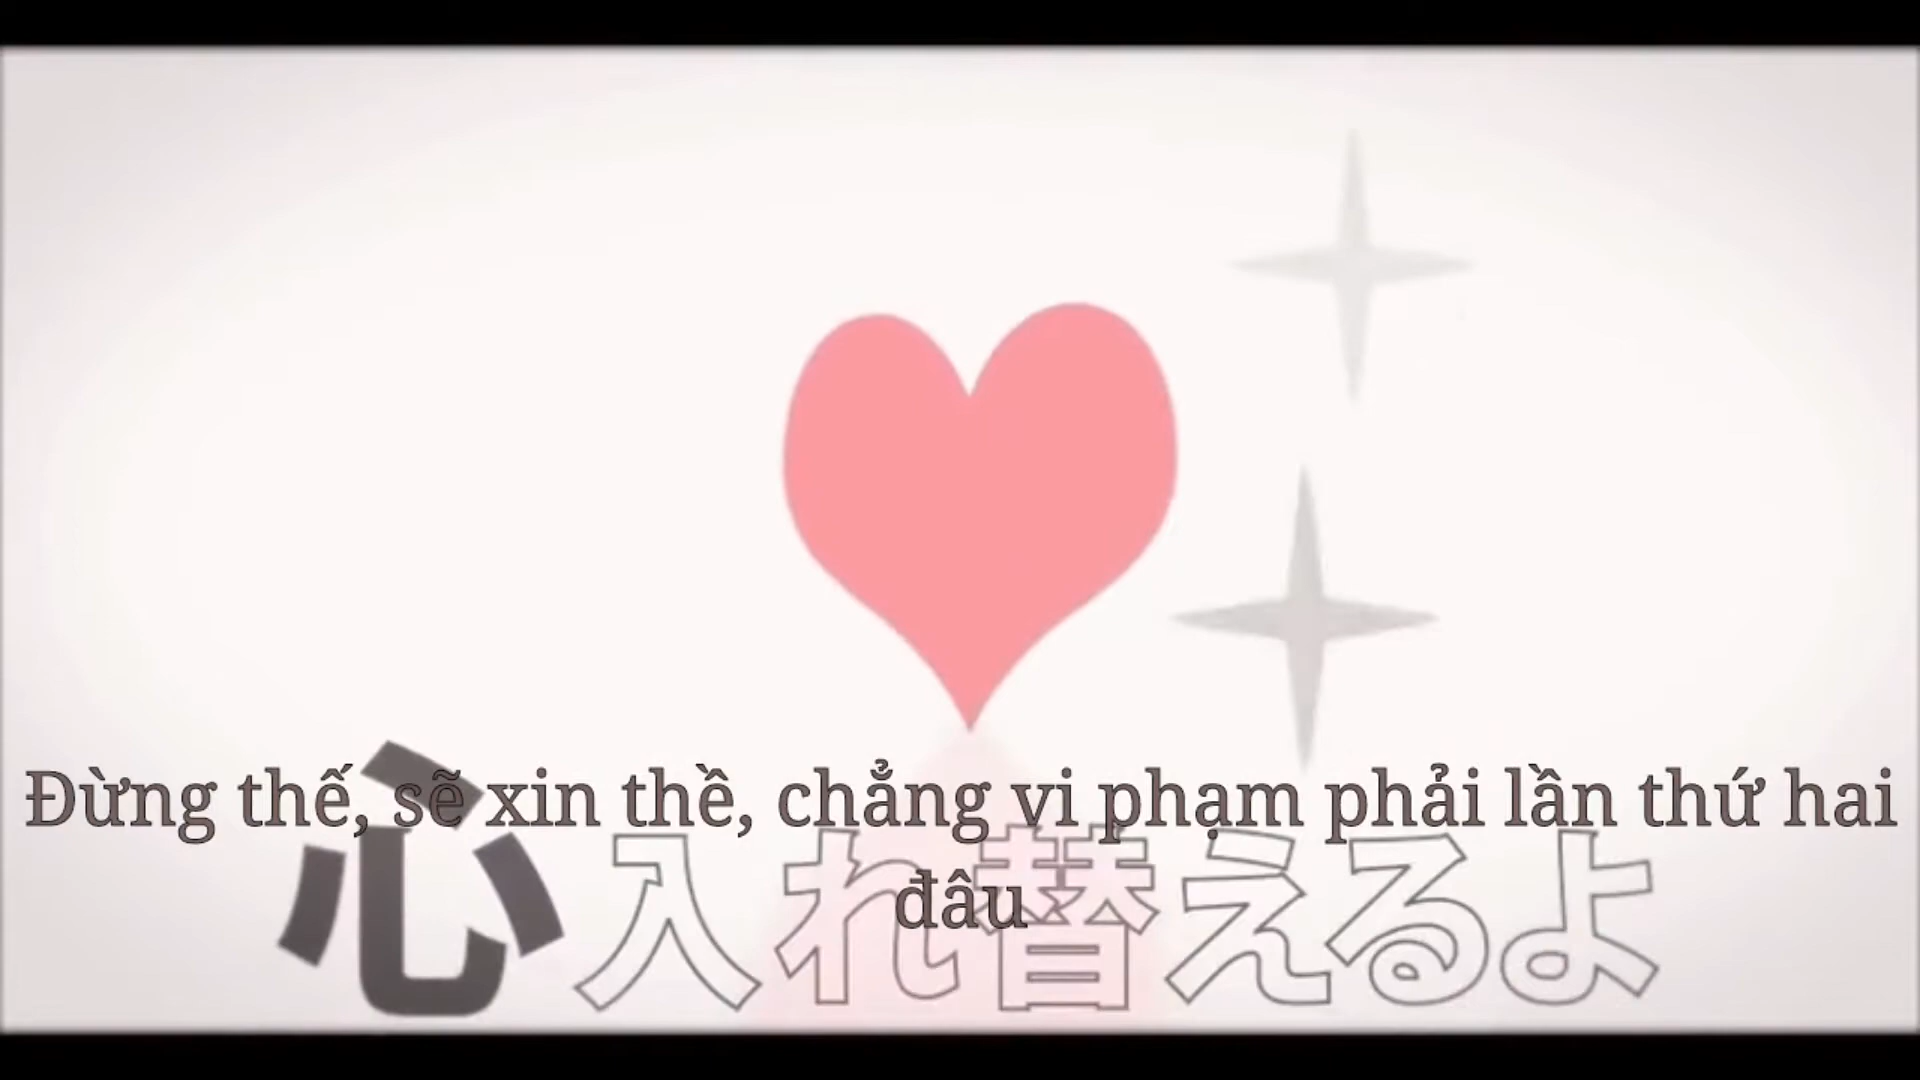 Đừng thế, sẽ xin thề, chẳng vi phạm phải lần thứ hai
đâu
心入れ替えるよ